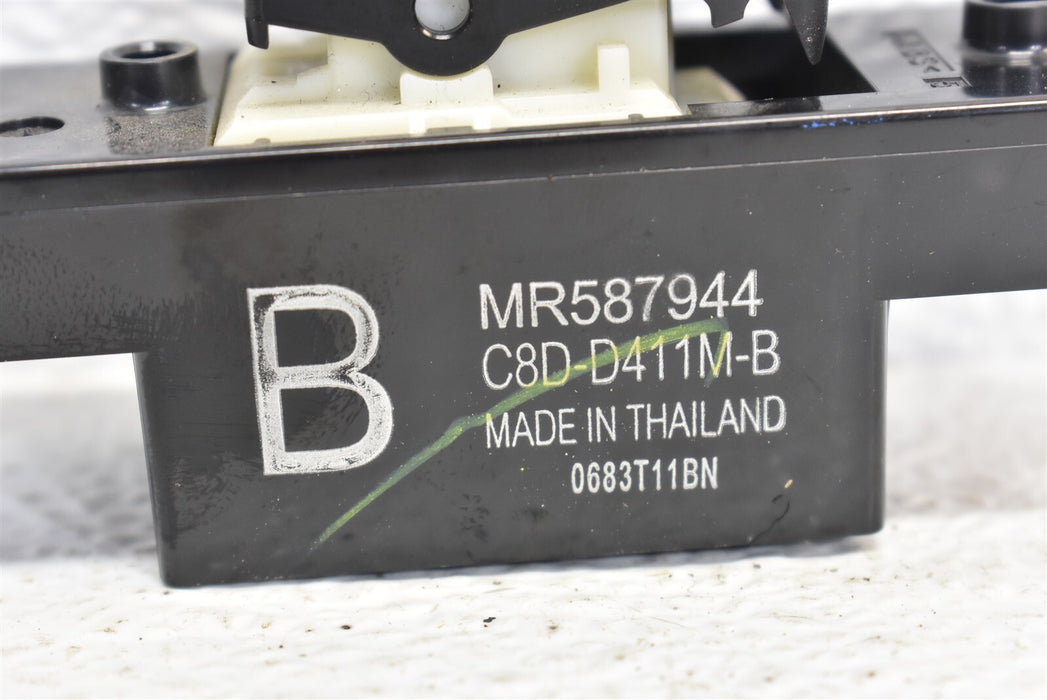 B
MR587944
C8D-D411M-B
MADE IN THAILAND
0683T11BN